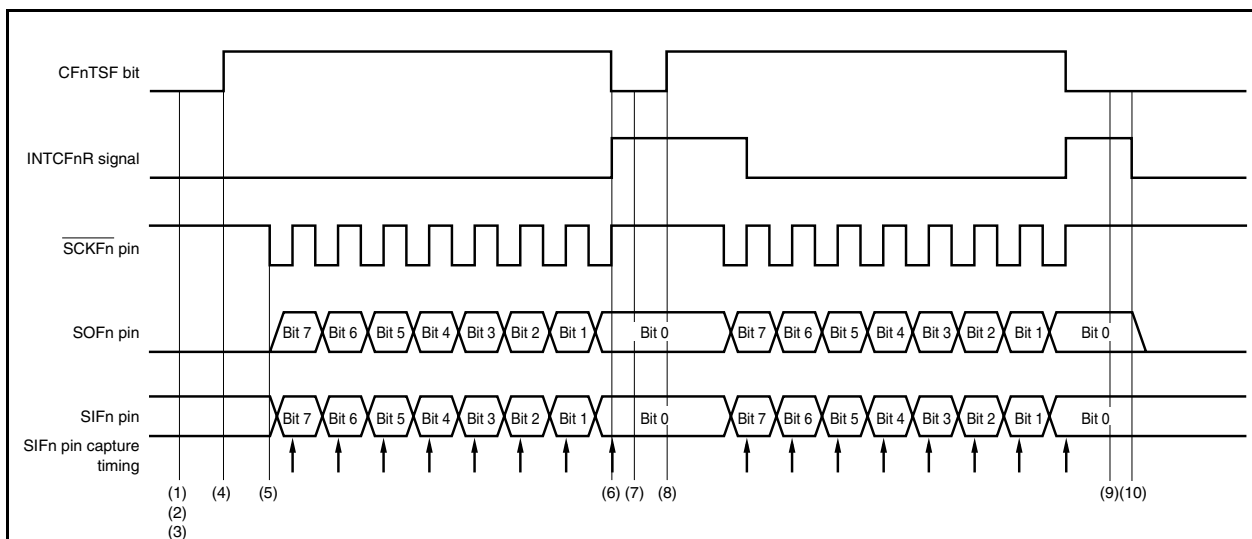 CFnTSF bit
INTCFnR signal
SCKFn pin
SOFn pin
Bit 7 Bit 6 Bit 5 Bit 4 Bit 3 Bit 2 Bit 1 Bit 0 Bit 7 Bit 6 Bit 5 Bit 4 Bit 3 Bit 2 Bit 1 Bit 0
SIFn pin
Bit 7 Bit 6 Bit 5 Bit 4 Bit 3 Bit 2 Bit 1 Bit 0 Bit 7 Bit 6 Bit 5 Bit 4 Bit 3 Bit 2 Bit 1 Bit 0
SIFn pin capture
timing
(1) (4) (5) (6) (7) (8) (9) (10)
(2)
(3)